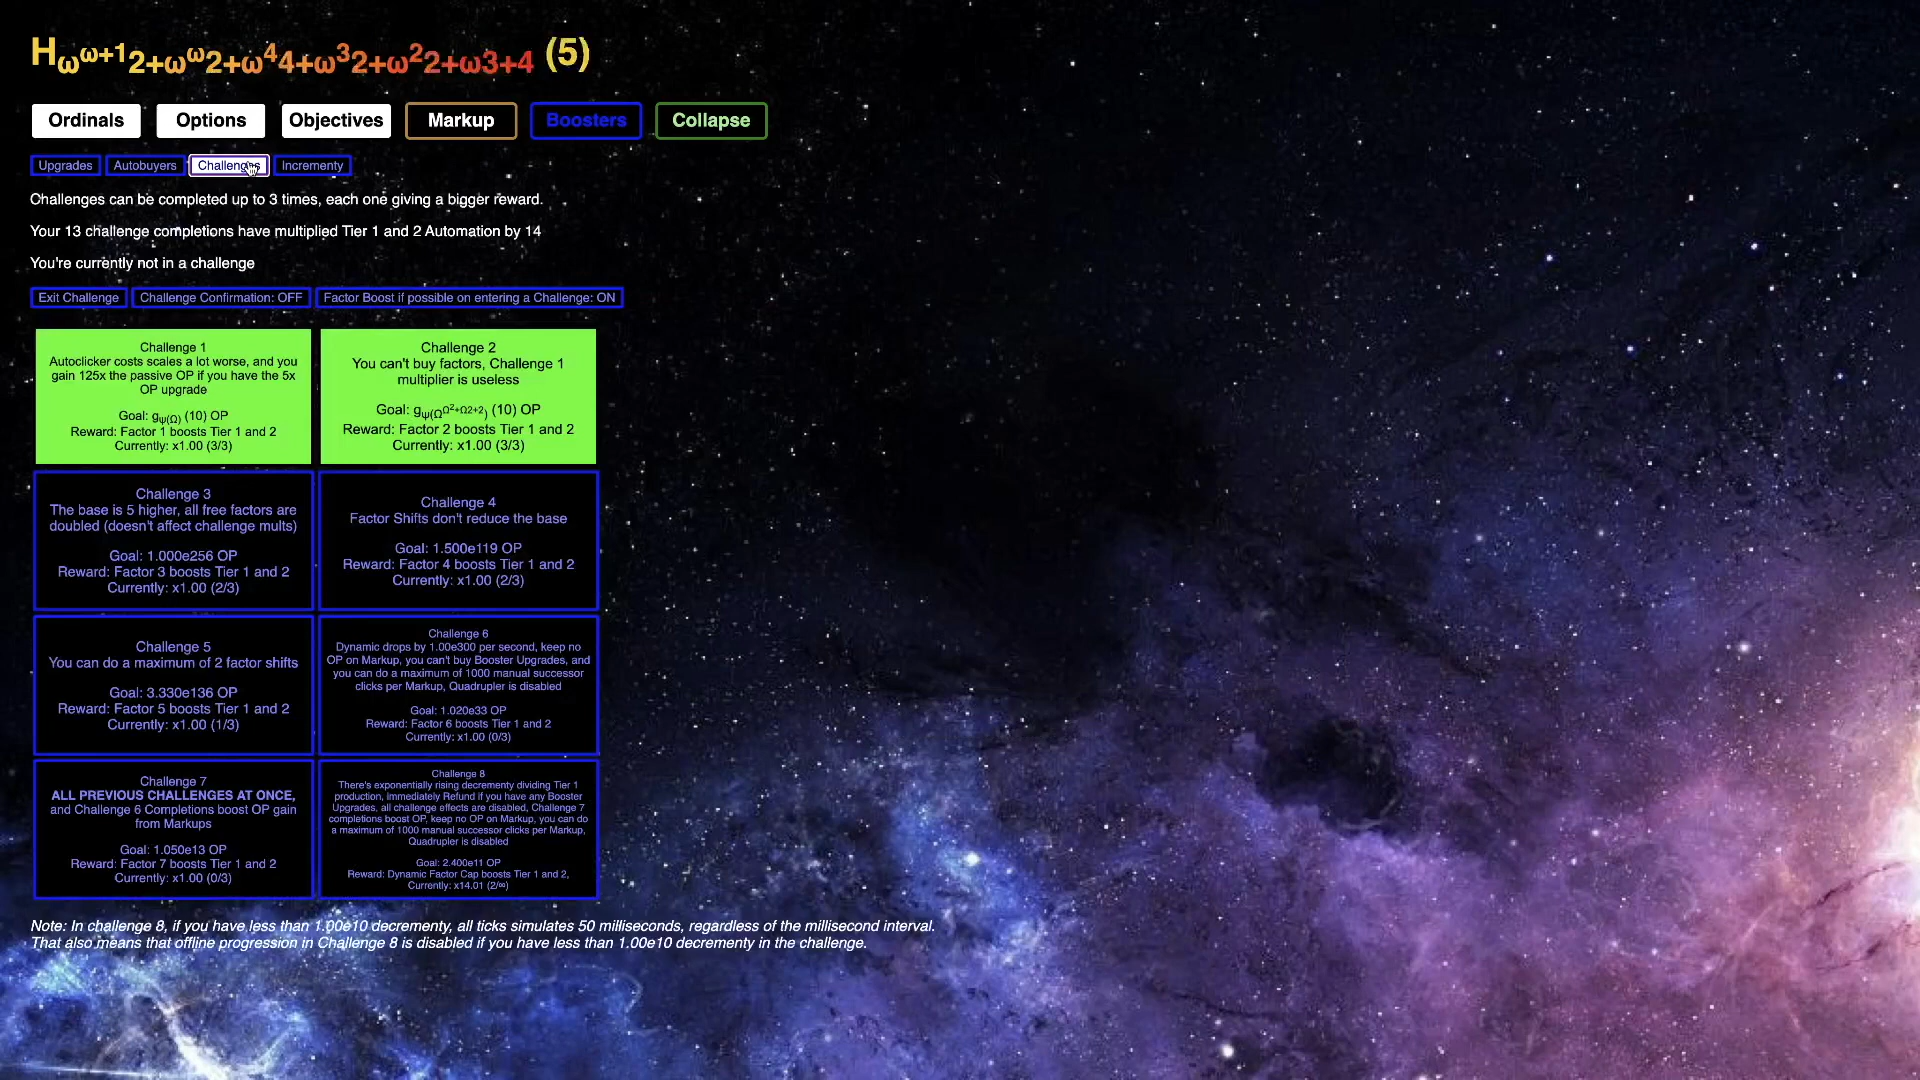 Hωω+12+ωω2+ω44+ω32+ω22+ω3+4 (5)
Ordinals Options Objectives Markup Boosters Collapse
Upgrades Autobuyers Challenges Incrementy
Challenges can be completed up to 3 times, each one giving a bigger reward.
Your 13 challenge completions have multiplied Tier 1 and 2 Automation by 14
You're currently not in a challenge
Exit Challenge Challenge Confirmation: OFF Factor Boost if possible on entering a Challenge: ON
Challenge 1
Autoclicker costs scales a lot worse, and you
gain 125x the passive OP if you have the 5x
OP upgrade
Goal: gψ(Ω) (10) OP
Reward: Factor 1 boosts Tier 1 and 2
Currently: x1.00 (3/3)
Challenge 2
You can't buy factors, Challenge 1
multiplier is useless
Goal: gψ(ΩΩ2+Ω2+2) (10) OP
Reward: Factor 2 boosts Tier 1 and 2
Currently: x1.00 (3/3)
Challenge 3
The base is 5 higher, all free factors are
doubled (doesn't affect challenge mults)
Goal: 1.000e256 OP
Reward: Factor 3 boosts Tier 1 and 2
Currently: x1.00 (2/3)
Challenge 4
Factor Shifts don't reduce the base
Goal: 1.500e119 OP
Reward: Factor 4 boosts Tier 1 and 2
Currently: x1.00 (2/3)
Challenge 5
You can do a maximum of 2 factor shifts
Goal: 3.330e136 OP
Reward: Factor 5 boosts Tier 1 and 2
Currently: x1.00 (1/3)
Challenge 6
Dynamic drops by 1.00e300 per second, keep no
OP on Markup, you can't buy Booster Upgrades, and
you can do a maximum of 1000 manual successor
clicks per Markup, Quadrupler is disabled
Goal: 1.020e33 OP
Reward: Factor 6 boosts Tier 1 and 2
Currently: x1.00 (0/3)
Challenge 7
ALL PREVIOUS CHALLENGES AT ONCE,
and Challenge 6 Completions boost OP gain
from Markups
Goal: 1.050e13 OP
Reward: Factor 7 boosts Tier 1 and 2
Currently: x1.00 (0/3)
Challenge 8
There's exponentially rising decrementy dividing Tier 1
production, immediately Refund if you have any Booster
Upgrades, all challenge effects are disabled, Challenge 7
completions boost OP, keep no OP on Markup, you can do
a maximum of 1000 manual successor clicks per Markup,
Quadrupler is disabled
Goal: 2.400e11 OP
Reward: Dynamic Factor Cap boosts Tier 1 and 2,
Currently: x14.01 (2/∞)
Note: In challenge 8, if you have less than 1.00e10 decrementy, all ticks simulates 50 milliseconds, regardless of the millisecond interval.
That also means that offline progression in Challenge 8 is disabled if you have less than 1.00e10 decrementy in the challenge.